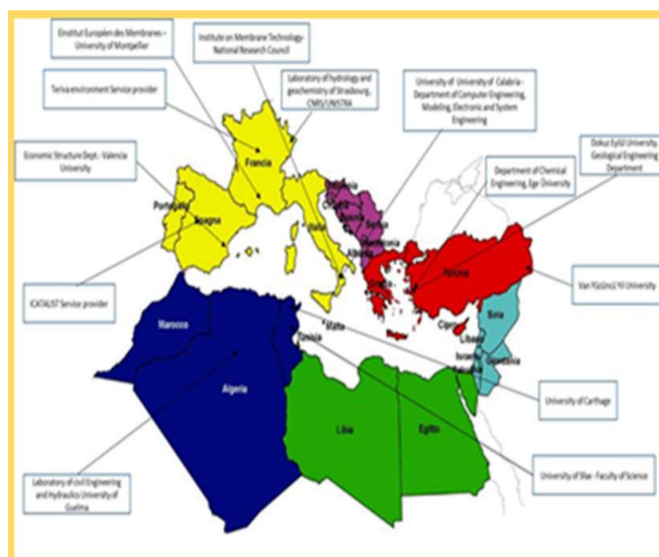 EInstitut Européen des Membranes –
University of Montpellier
Institute on Membrane Technology-
National Research Council
Teriva environment Service provider
Laboratory of hydrology and
geochemistry of Strasbourg,
CNRS/UNISTRA
University of University of Calabria -
Department of Computer Engineering,
Modeling, Electronic and System
Engineering
Dokuz Eylül University,
Geological Engineering
Department
Economic Structure Dept. - Valencia
University
Department of Chemical
Engineering, Ege Üniversity
ICATALIST Service provider
Van Yüzüncü Yıl University
University of Carthage
Laboratory of civil Engineering
and Hydraulics University of
Guelma
University of Sfax - Faculty of Science
Francia
Portogallo
Spagna
Italia
Serbia
Albania
Turchia
Cipro
Siria
Libano
Israele
Giordania
Malta
Tunisia
Marocco
Algeria
Libia
Egitto